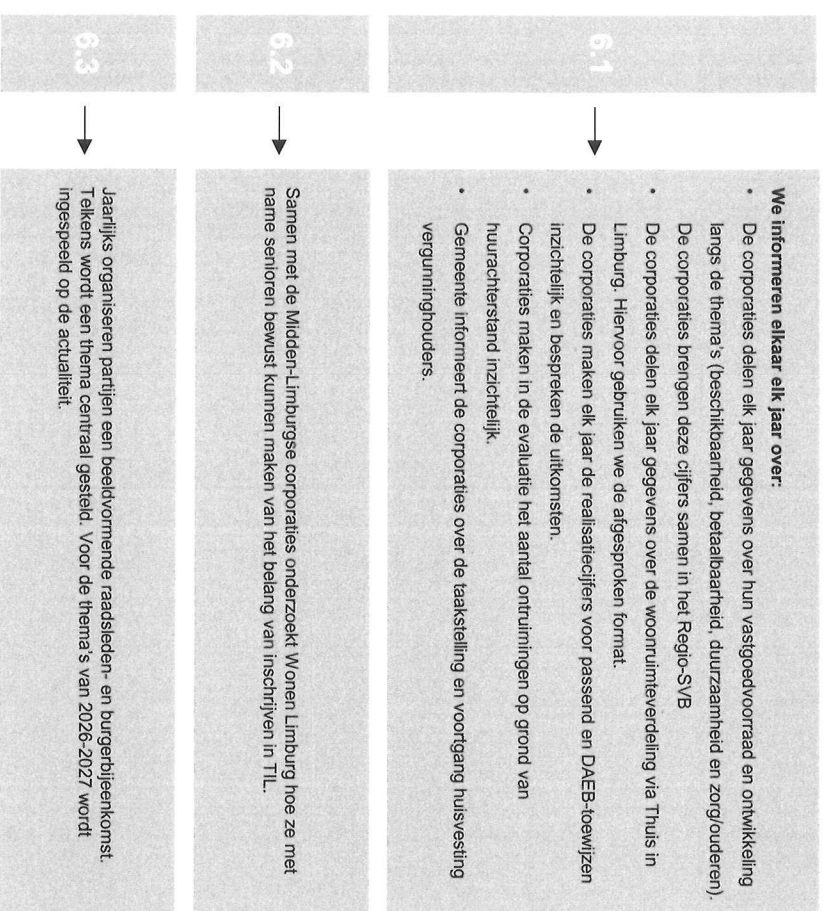 6.1
We informeren elkaar elk jaar over:
• De corporaties delen elk jaar gegevens over hun vastgoedvoorraad en ontwikkeling
langs de thema's (beschikbaarheid, betaalbaarheid, duurzaamheid en zorg/ouderen).
De corporaties brengen deze cijfers samen in het Regio-SVB
• De corporaties delen elk jaar gegevens over de woonruimteverdeling via Thuis in
Limburg. Hiervoor gebruiken we de afgesproken format.
• De corporaties maken elk jaar de realisatiecijfers voor passend en DAEB-toewijzen
inzichtelijk en bespreken de uitkomsten.
• Corporaties maken in de evaluatie het aantal ontruimingen op grond van
huurachterstand inzichtelijk.
• Gemeente informeert de corporaties over de taakstelling en voortgang huisvesting
vergunninghouders.
6.2
Samen met de Midden-Limburgse corporaties onderzoekt Wonen Limburg hoe ze met
name senioren bewust kunnen maken van het belang van inschrijven in TIL.
6.3
Jaarlijks organiseren partijen een beeldvormende raadsleden- en burgerbijeenkomst.
Telkens wordt een thema centraal gesteld. Voor de thema's van 2026-2027 wordt
ingespeeld op de actualiteit.